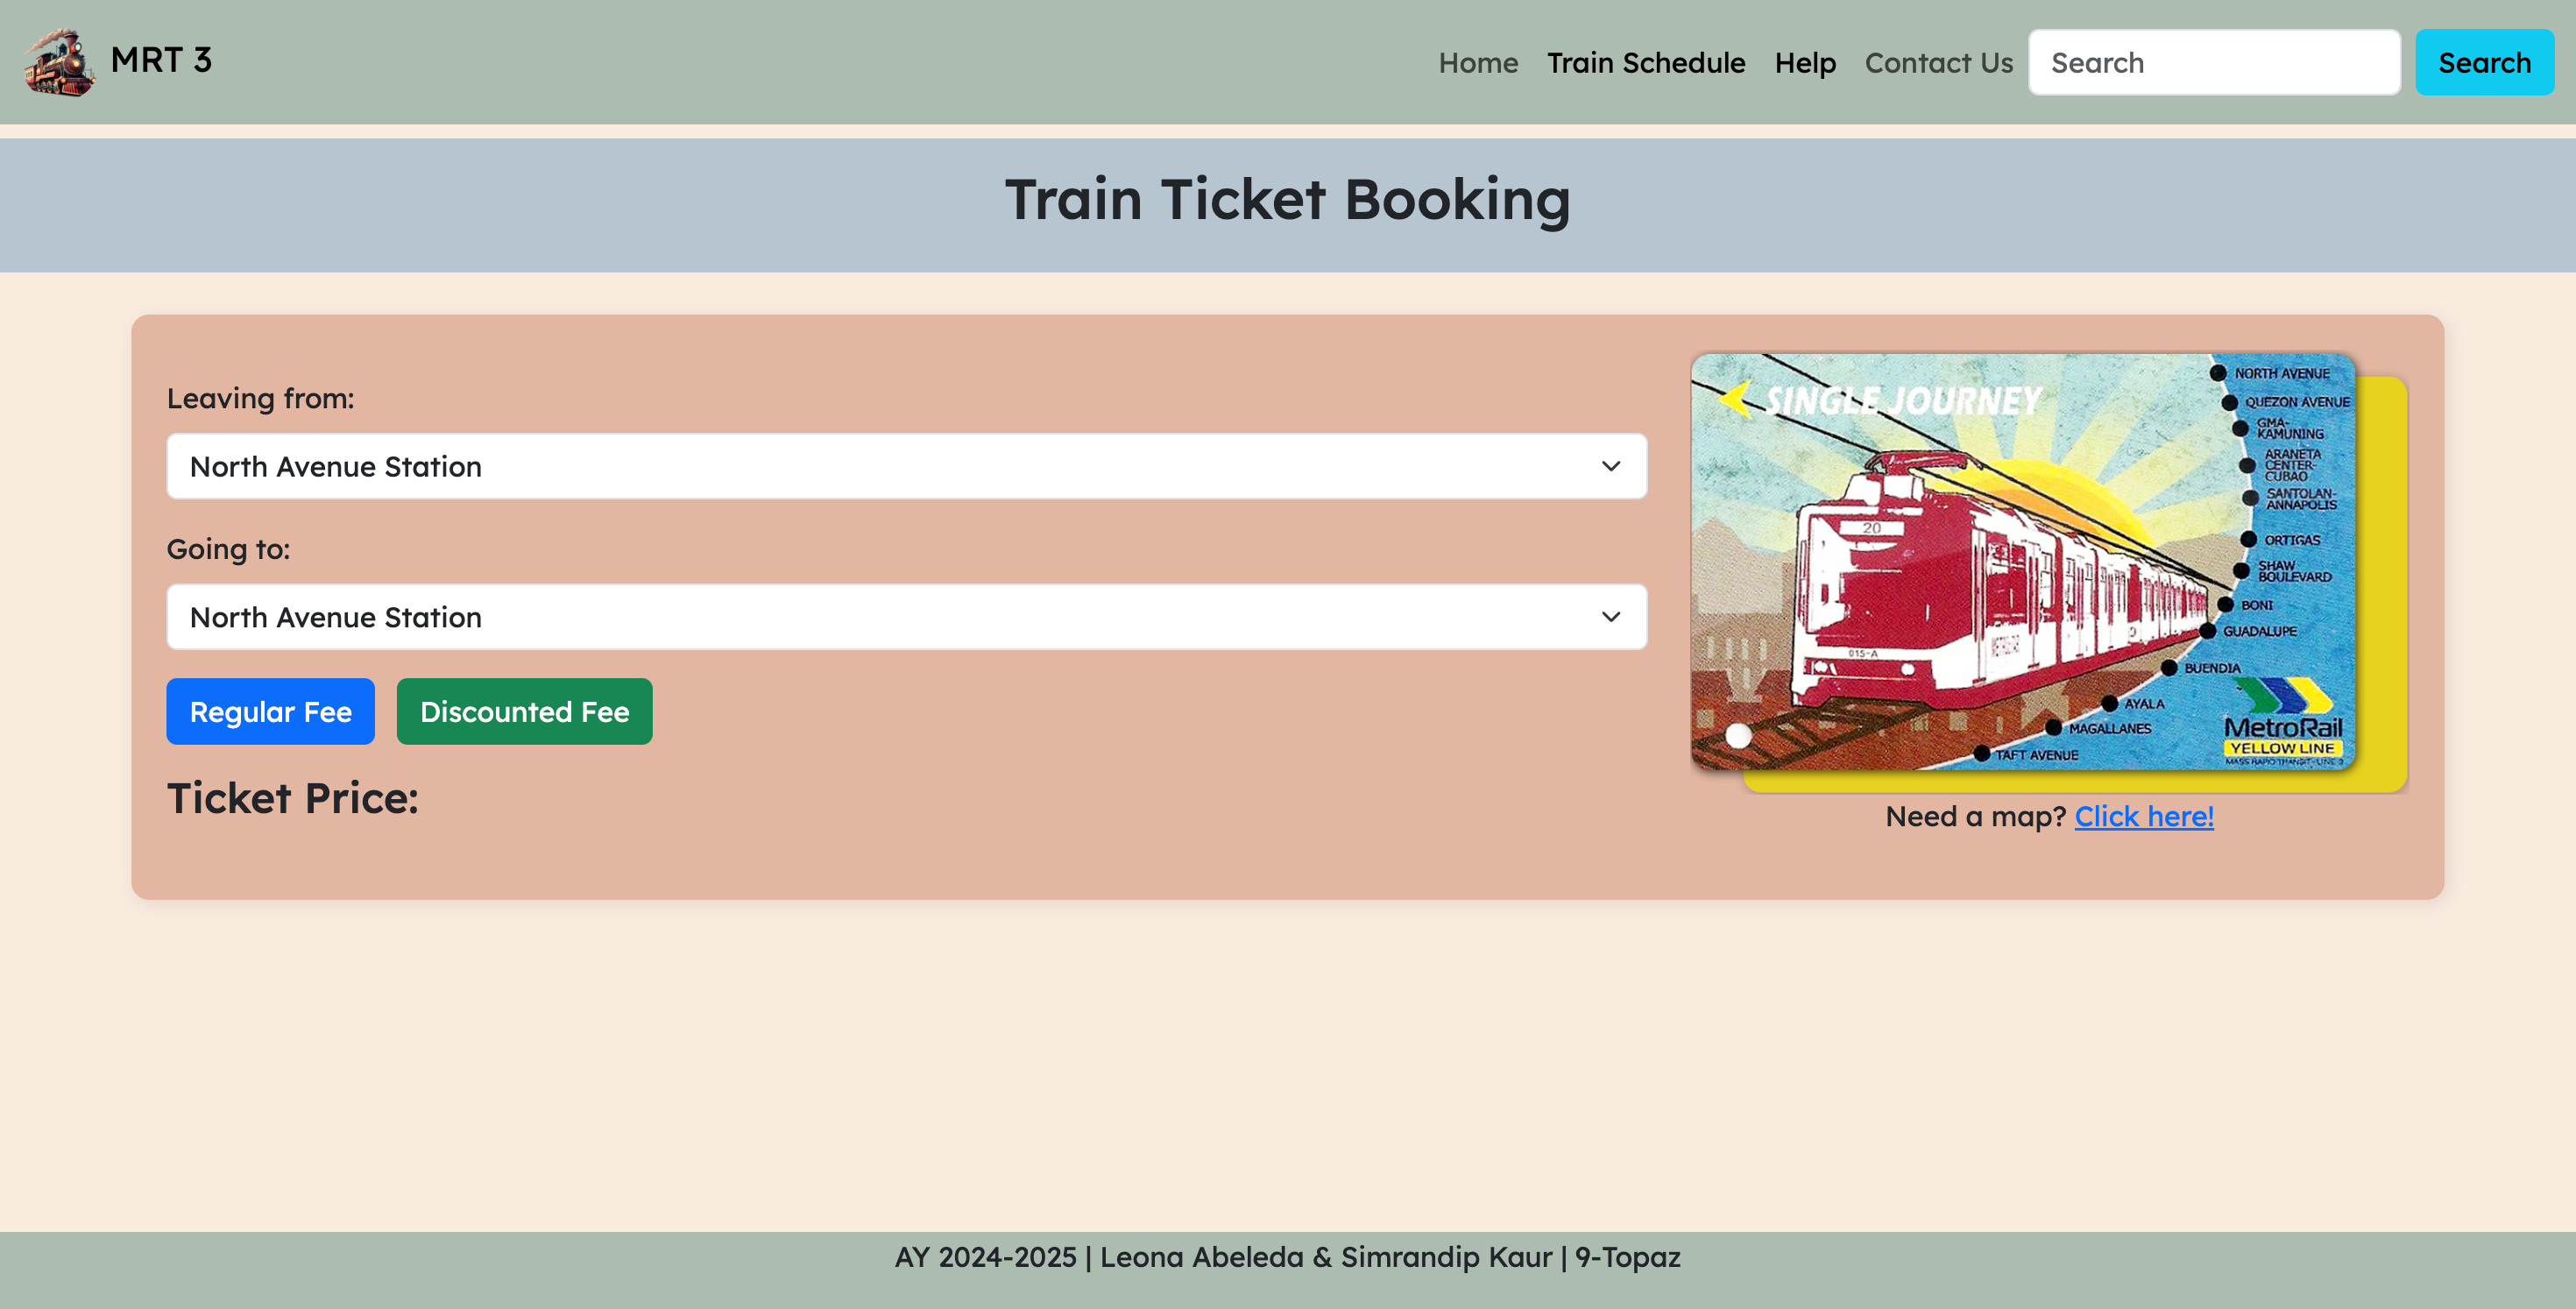 MRT 3
Home Train Schedule Help Contact Us Search Search
Train Ticket Booking
Leaving from:
North Avenue Station
Going to:
North Avenue Station
Regular Fee Discounted Fee
Ticket Price:
SINGLE JOURNEY
20
015-A
NORTH AVENUE
QUEZON AVENUE
GMA-
KAMUNING
ARANETA
CENTER-
CUBAO
SANTOLAN-
ANNAPOLIS
ORTIGAS
SHAW
BOULEVARD
BONI
GUADALUPE
BUENDIA
AYALA
MAGALLANES
TAFT AVENUE
MetroRail
YELLOW LINE
MASS RAPID TRANSIT - LINE 3
Need a map? Click here!
AY 2024-2025 | Leona Abeleda & Simrandip Kaur | 9-Topaz